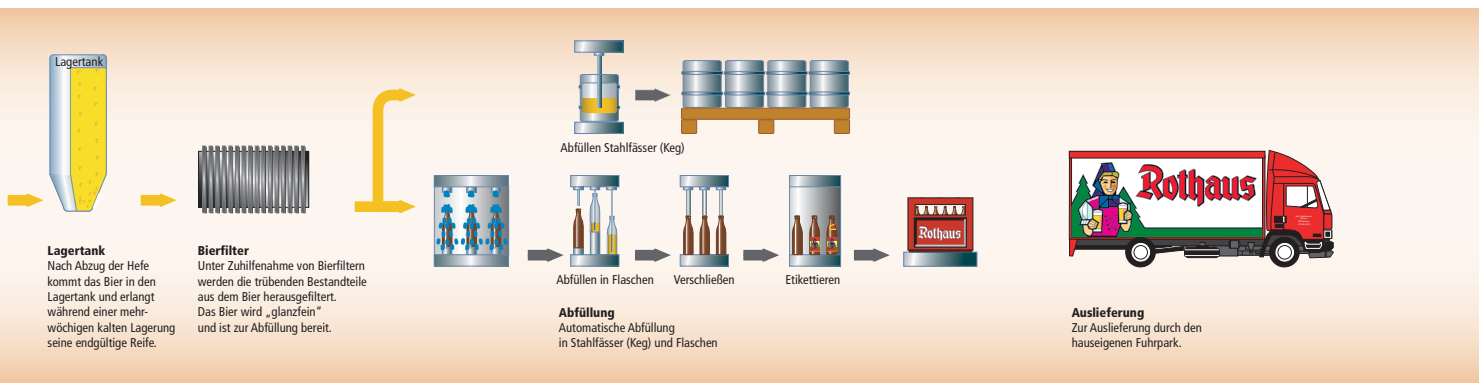 Lagertank
Lagertank
Nach Abzug der Hefe
kommt das Bier in den
Lagertank und erlangt
während einer mehr-
wöchigen kalten Lagerung
seine endgültige Reife.
Bierfilter
Unter Zuhilfenahme von Bierfiltern
werden die trübenden Bestandteile
aus dem Bier herausgefiltert.
Das Bier wird „glanzfein“
und ist zur Abfüllung bereit.
Abfüllen Stahlfässer (Keg)
Abfüllen in Flaschen
Verschließen
Etikettieren
Rothaus
Abfüllung
Automatische Abfüllung
in Stahlfässer (Keg) und Flaschen
Rothaus
Auslieferung
Zur Auslieferung durch den
hauseigenen Fuhrpark.